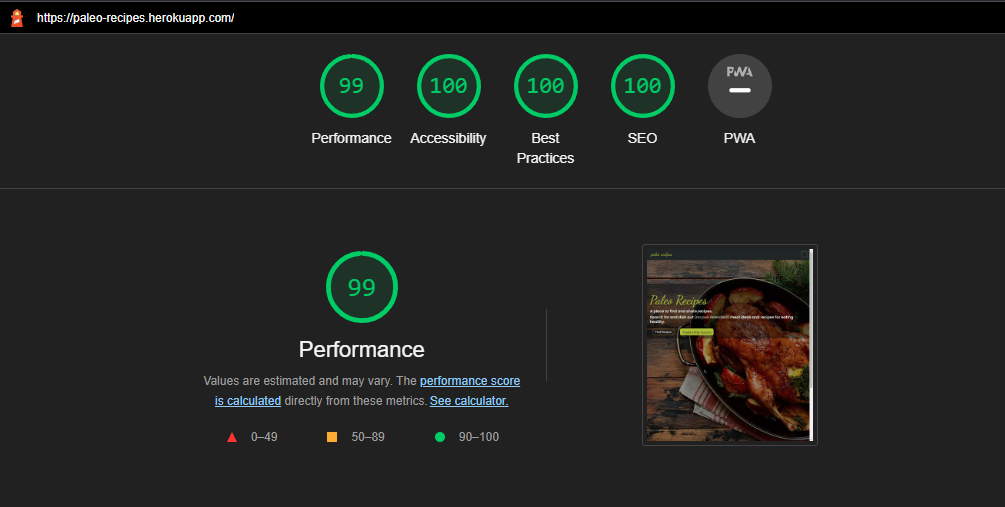 https://paleo-recipes.herokuapp.com/
99
100
100
100
PWA
Performance
Accessibility
Best
Practices
SEO
PWA
99
Performance
Values are estimated and may vary. The performance score
is calculated directly from these metrics. See calculator.
0–49
50–89
90–100
paleo recipes
Paleo Recipes
A place to find and share recipes